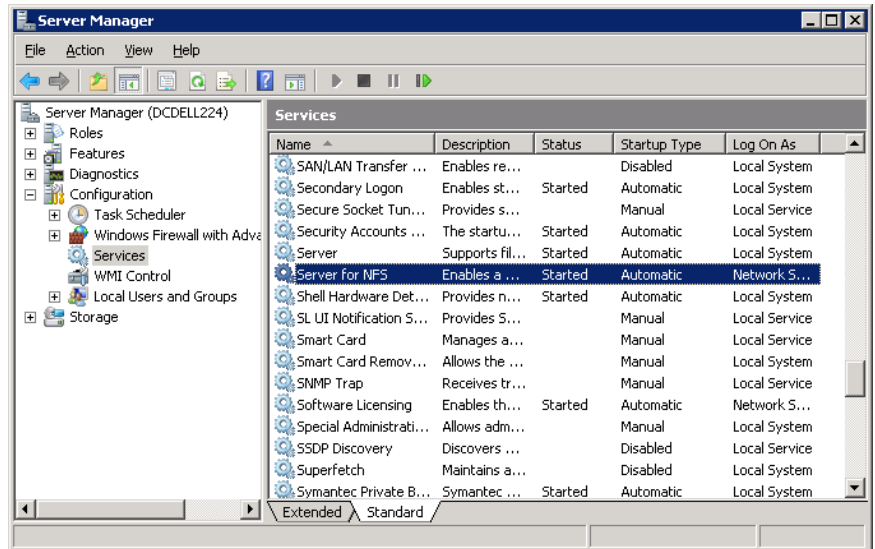 Server Manager
File Action View Help
Server Manager (DCDELL224)
Roles
Features
Diagnostics
Configuration
Task Scheduler
Windows Firewall with Adva
Services
WMI Control
Local Users and Groups
Storage
Services
Name Description Status Startup Type Log On As
SAN/LAN Transfer ... Enables re... Disabled Local System
Secondary Logon Enables st... Started Automatic Local System
Secure Socket Tun... Provides s... Manual Local Service
Security Accounts ... The startu... Started Automatic Local System
Server Supports fil... Started Automatic Local System
Server for NFS Enables a ... Started Automatic Network S...
Shell Hardware Det... Provides n... Started Automatic Local System
SL UI Notification S... Provides S... Manual Local Service
Smart Card Manages a... Manual Local Service
Smart Card Remov... Allows the ... Manual Local System
SNMP Trap Receives tr... Manual Local Service
Software Licensing Enables th... Started Automatic Network S...
Special Administrati... Allows adm... Manual Local System
SSDP Discovery Discovers ... Disabled Local Service
Superfetch Maintains a... Disabled Local System
Symantec Private B... Symantec ... Started Automatic Local System
Extended Standard